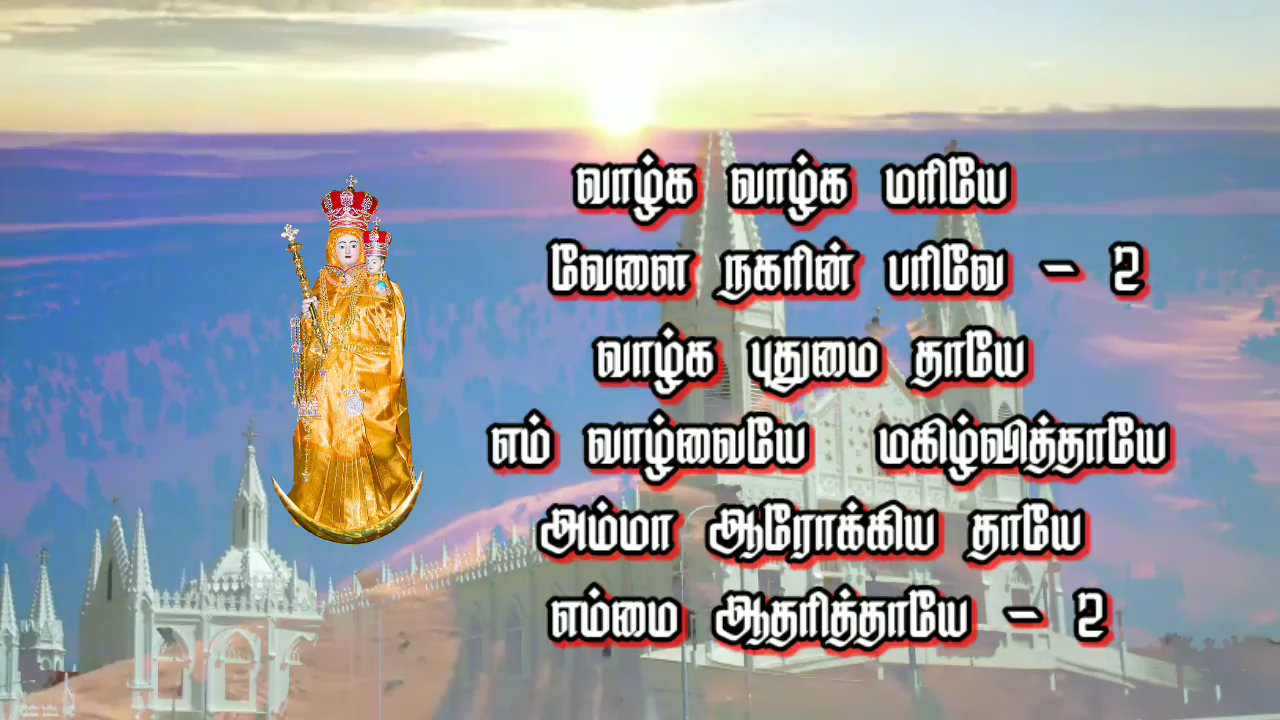 வாழ்க வாழ்க மரியே
வேளை நகரின் பரிவே - 2
வாழ்க புதுமை தாயே
எம் வாழ்வையே மகிழ்வித்தாயே
அம்மா ஆரோக்கிய தாயே
எம்மை ஆதரித்தாயே - 2